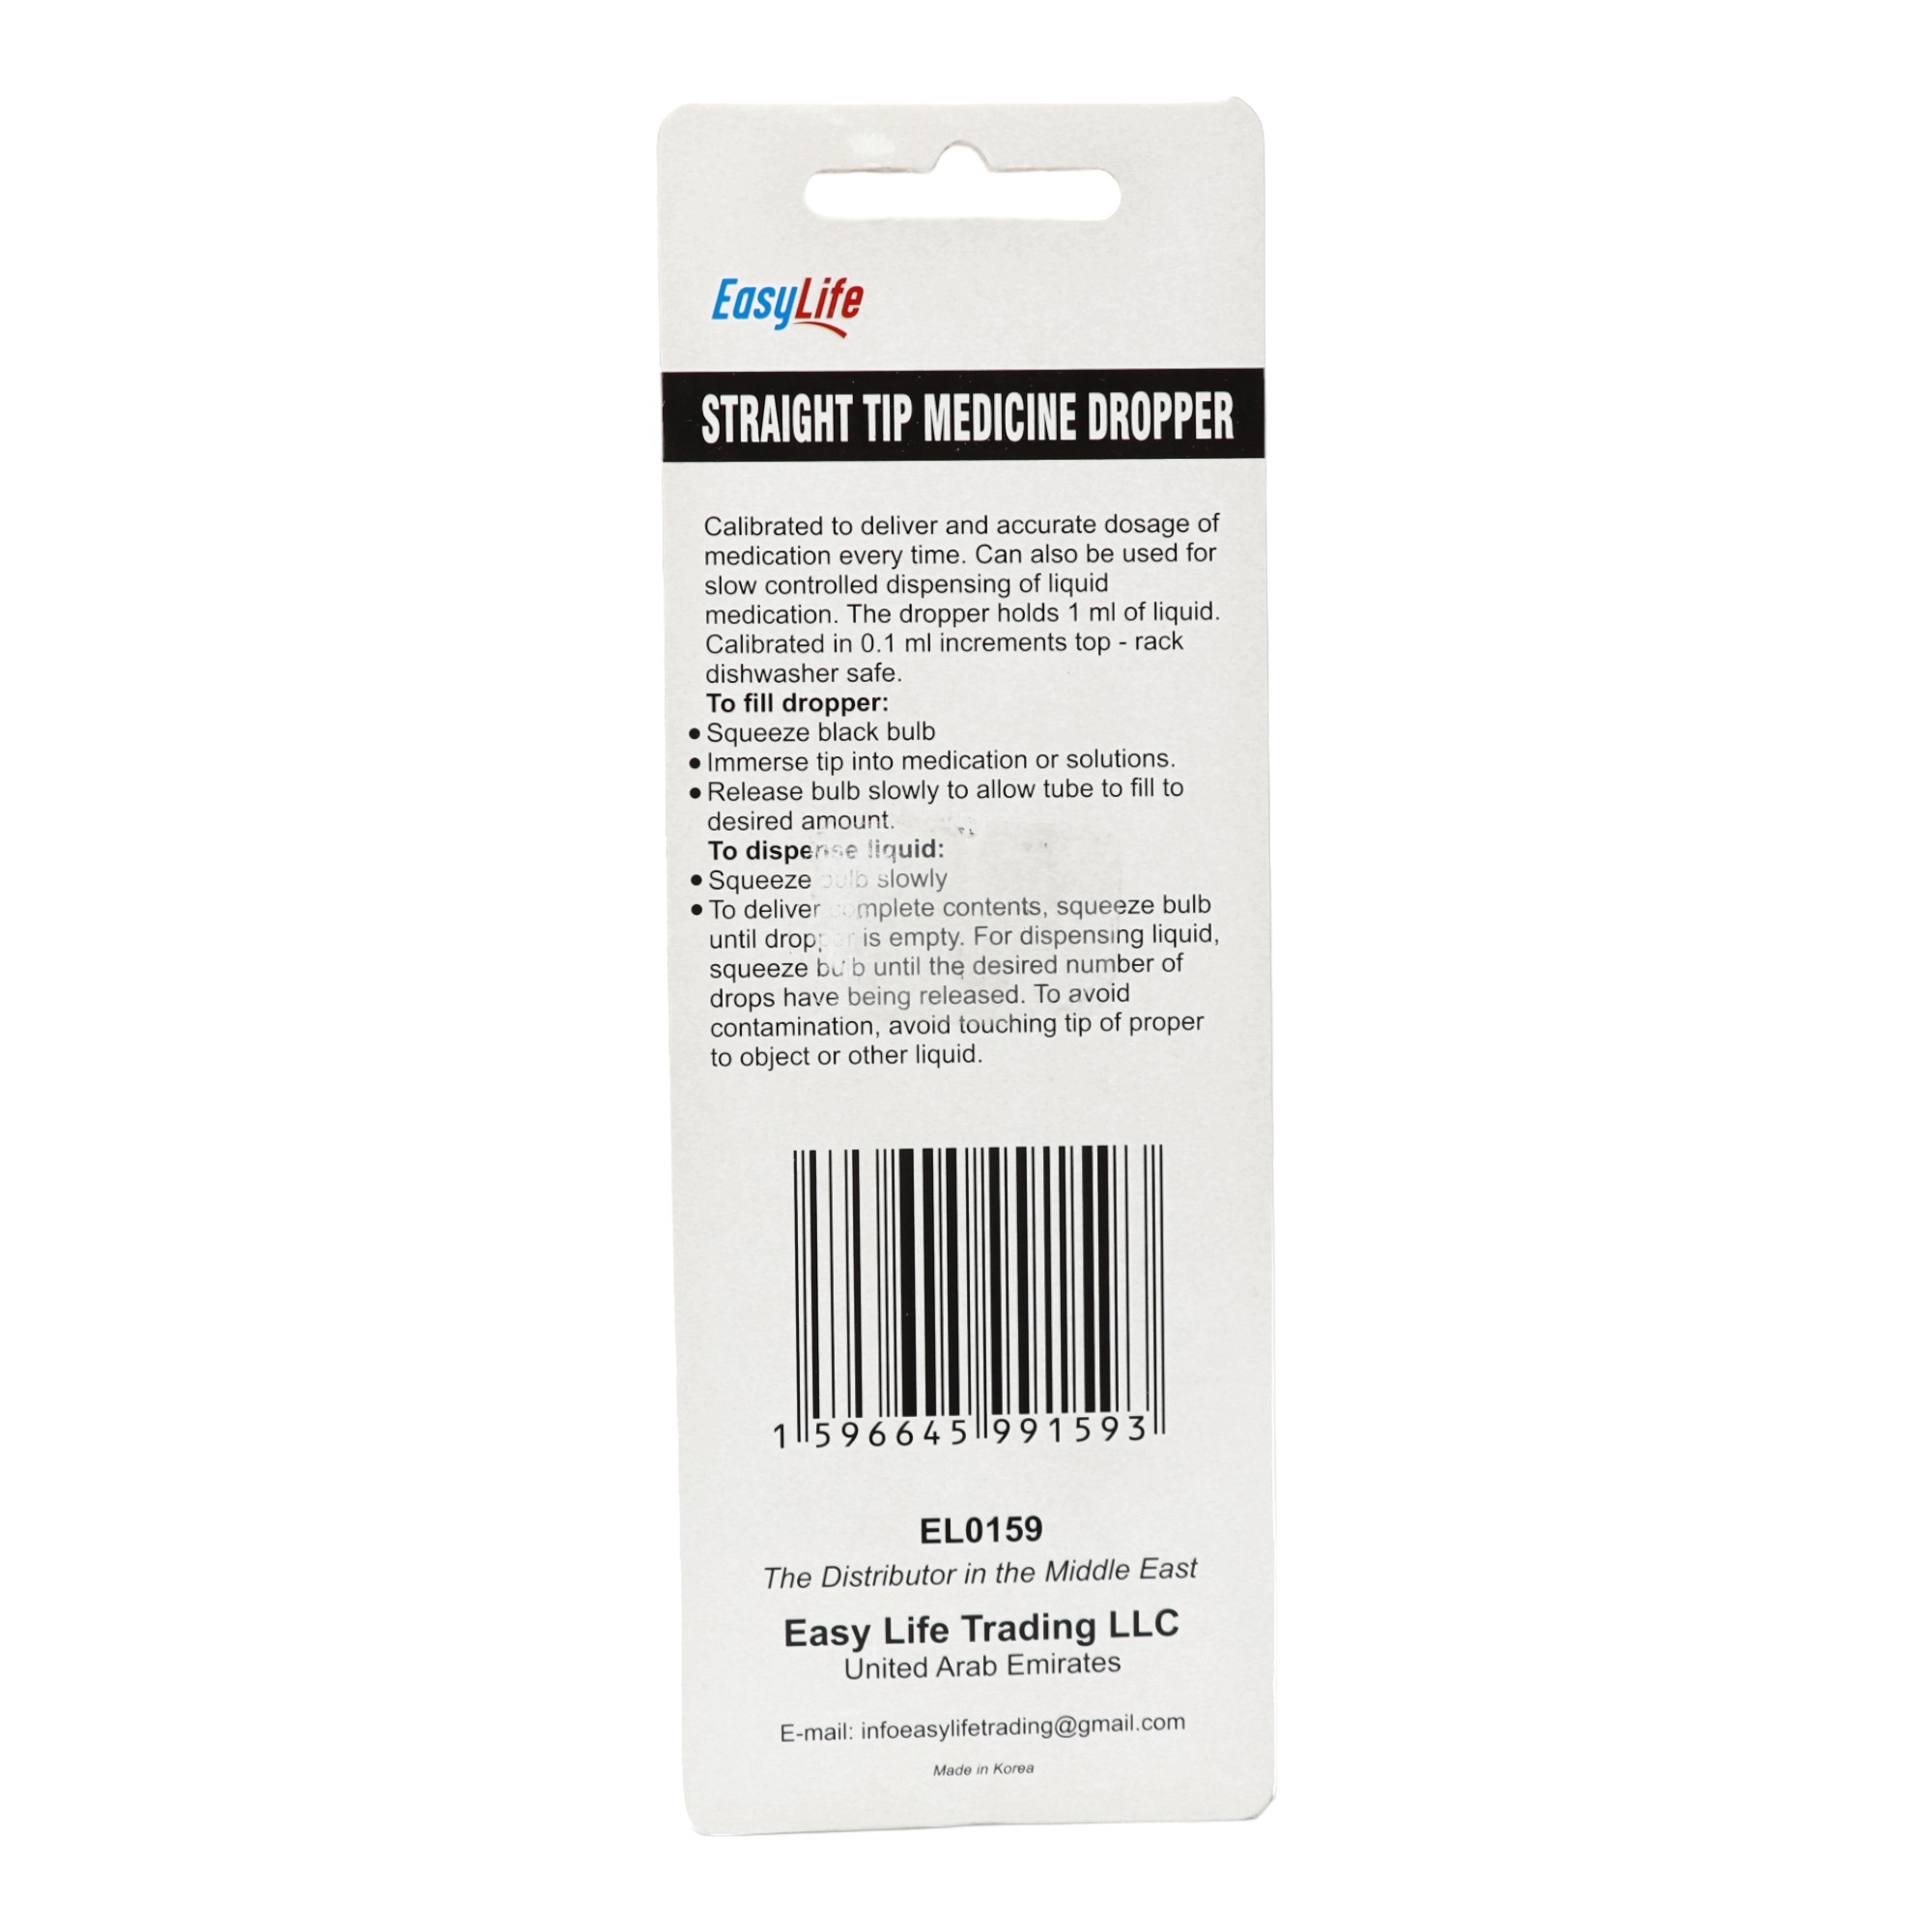 EasyLife
STRAIGHT TIP MEDICINE DROPPER
Calibrated to deliver and accurate dosage of
medication every time. Can also be used for
slow controlled dispensing of liquid
medication. The dropper holds 1 ml of liquid.
Calibrated in 0.1 ml increments top - rack
dishwasher safe.
To fill dropper:
● Squeeze black bulb
● Immerse tip into medication or solutions.
● Release bulb slowly to allow tube to fill to
desired amount.
To dispense liquid:
● Squeeze bulb slowly
● To deliver complete contents, squeeze bulb
until dropper is empty. For dispensing liquid,
squeeze bulb until the desired number of
drops have being released. To avoid
contamination, avoid touching tip of proper
to object or other liquid.
1 596645 991593
EL0159
The Distributor in the Middle East
Easy Life Trading LLC
United Arab Emirates
E-mail: infoeasylifetrading@gmail.com
Made in Korea